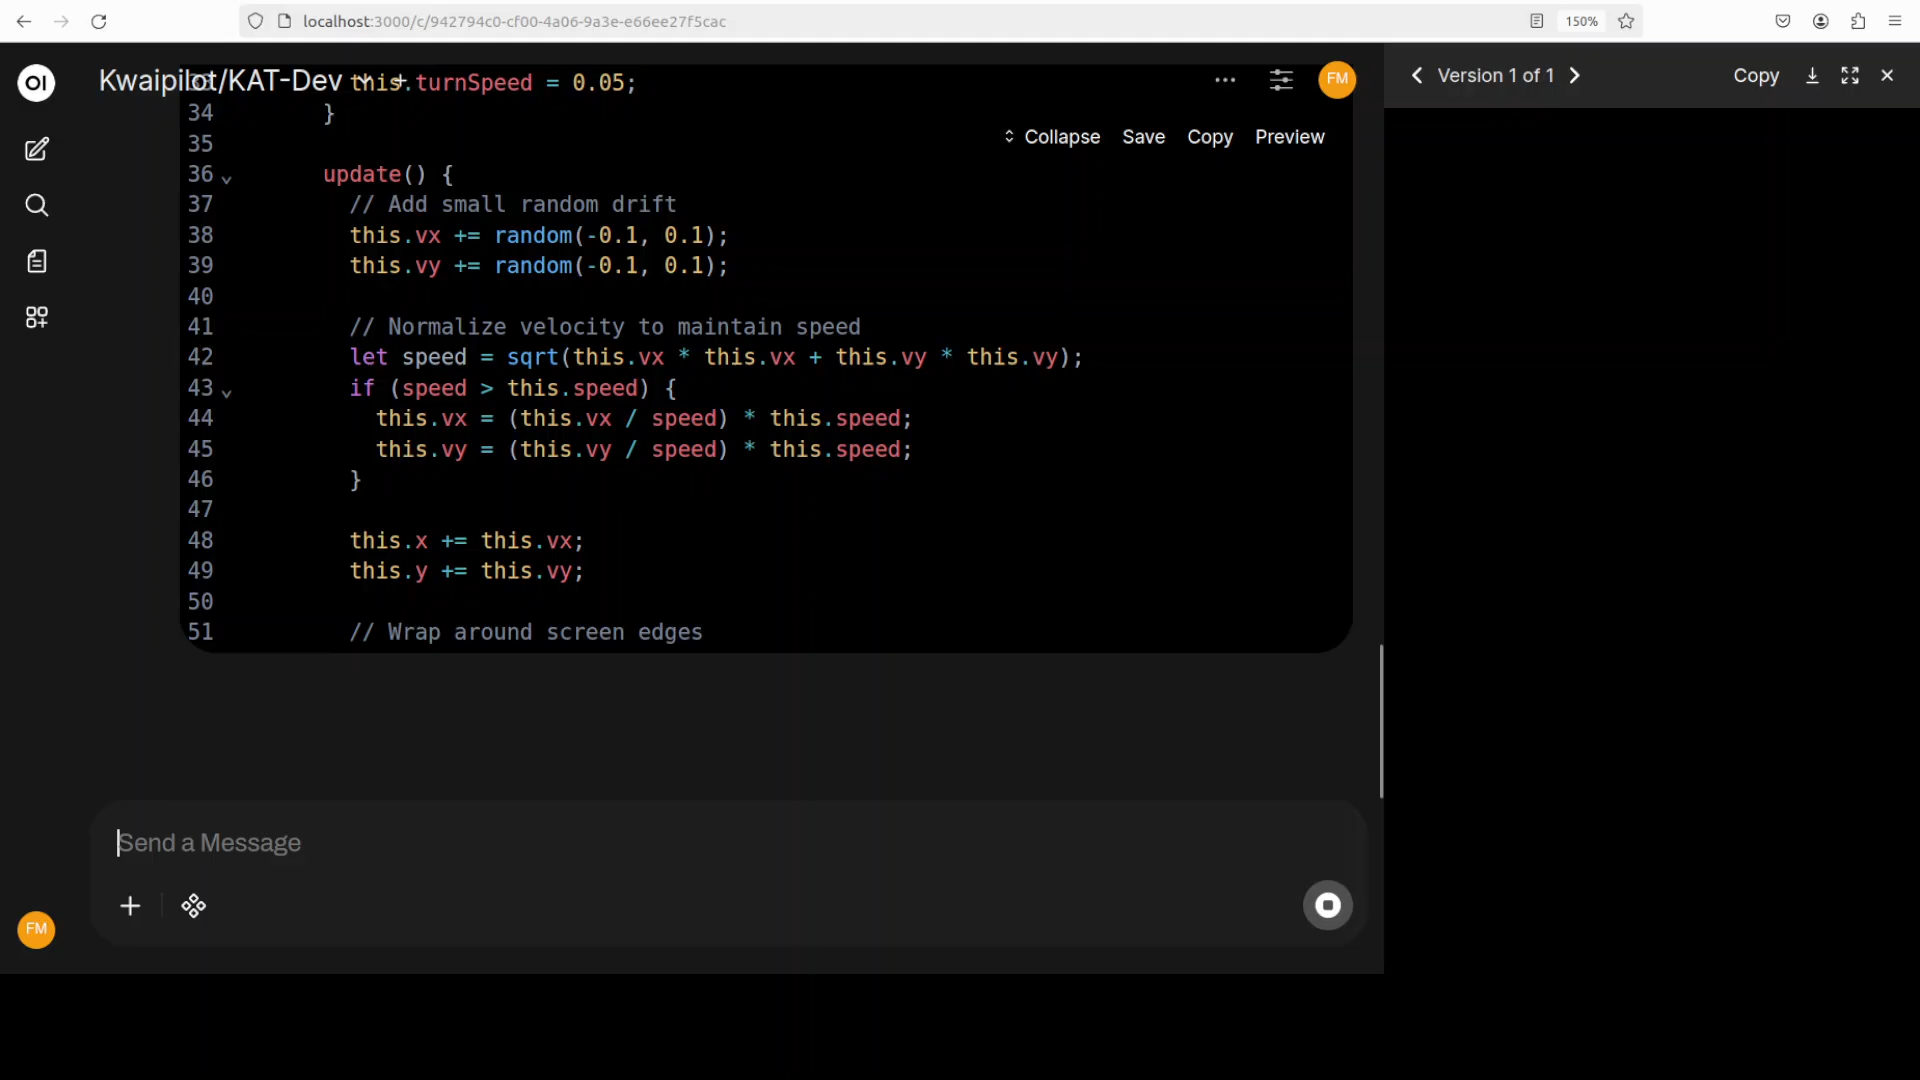 localhost:3000/c/942794c0-cf00-4a06-9a3e-e66ee27f5cac
150%
OI
Kwaipilot/KAT-Dev
FM
Version 1 of 1
Copy
33 this.turnSpeed = 0.05;
34 }
35
Collapse Save Copy Preview
36 update() {
37 // Add small random drift
38 this.vx += random(-0.1, 0.1);
39 this.vy += random(-0.1, 0.1);
40
41 // Normalize velocity to maintain speed
42 let speed = sqrt(this.vx * this.vx + this.vy * this.vy);
43 if (speed > this.speed) {
44 this.vx = (this.vx / speed) * this.speed;
45 this.vy = (this.vy / speed) * this.speed;
46 }
47
48 this.x += this.vx;
49 this.y += this.vy;
50
51 // Wrap around screen edges
Send a Message
FM